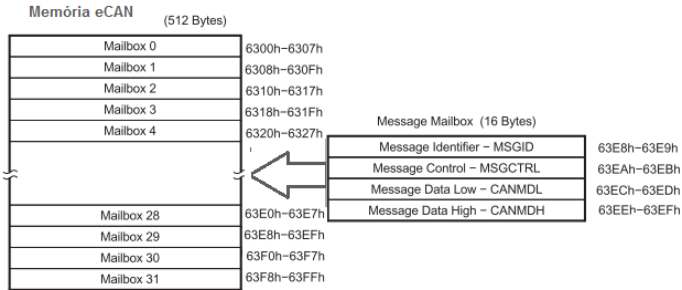 Memória eCAN (512 Bytes)
Mailbox 0 6300h−6307h
Mailbox 1 6308h−630Fh
Mailbox 2 6310h−6317h
Mailbox 3 6318h−631Fh
Mailbox 4 6320h−6327h
Mailbox 28 63E0h−63E7h
Mailbox 29 63E8h−63EFh
Mailbox 30 63F0h−63F7h
Mailbox 31 63F8h−63FFh
Message Mailbox (16 Bytes)
Message Identifier − MSGID 63E8h−63E9h
Message Control − MSGCTRL 63EAh−63EBh
Message Data Low − CANMDL 63ECh−63EDh
Message Data High − CANMDH 63EEh−63EFh